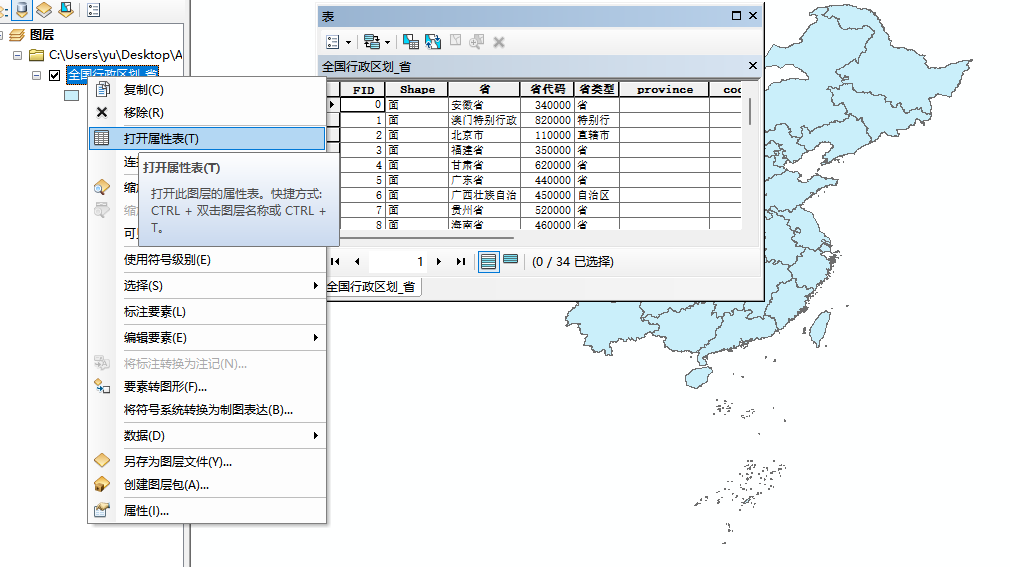 图层
C:\Users\yu\Desktop\A
全国行政区划_省
复制(C)
移除(R)
打开属性表(T)
打开属性表(T)
打开此图层的属性表。快捷方式:
CTRL + 双击图层名称或 CTRL +
T。
使用符号级别(E)
选择(S)
标注要素(L)
编辑要素(E)
将标注转换为注记(N)...
要素转图形(F)...
将符号系统转换为制图表达(B)...
数据(D)
另存为图层文件(Y)...
创建图层包(A)...
属性(I)...
表
全国行政区划_省
FID Shape 省 省代码 省类型 province
0 面 安徽省 340000 省
1 面 澳门特别行政 820000 特别行
2 面 北京市 110000 直辖市
3 面 福建省 350000 省
4 面 甘肃省 620000 省
5 面 广东省 440000 省
6 面 广西壮族自治 450000 自治区
7 面 贵州省 520000 省
8 面 海南省 460000 省
1 (0 / 34 已选择)
全国行政区划_省